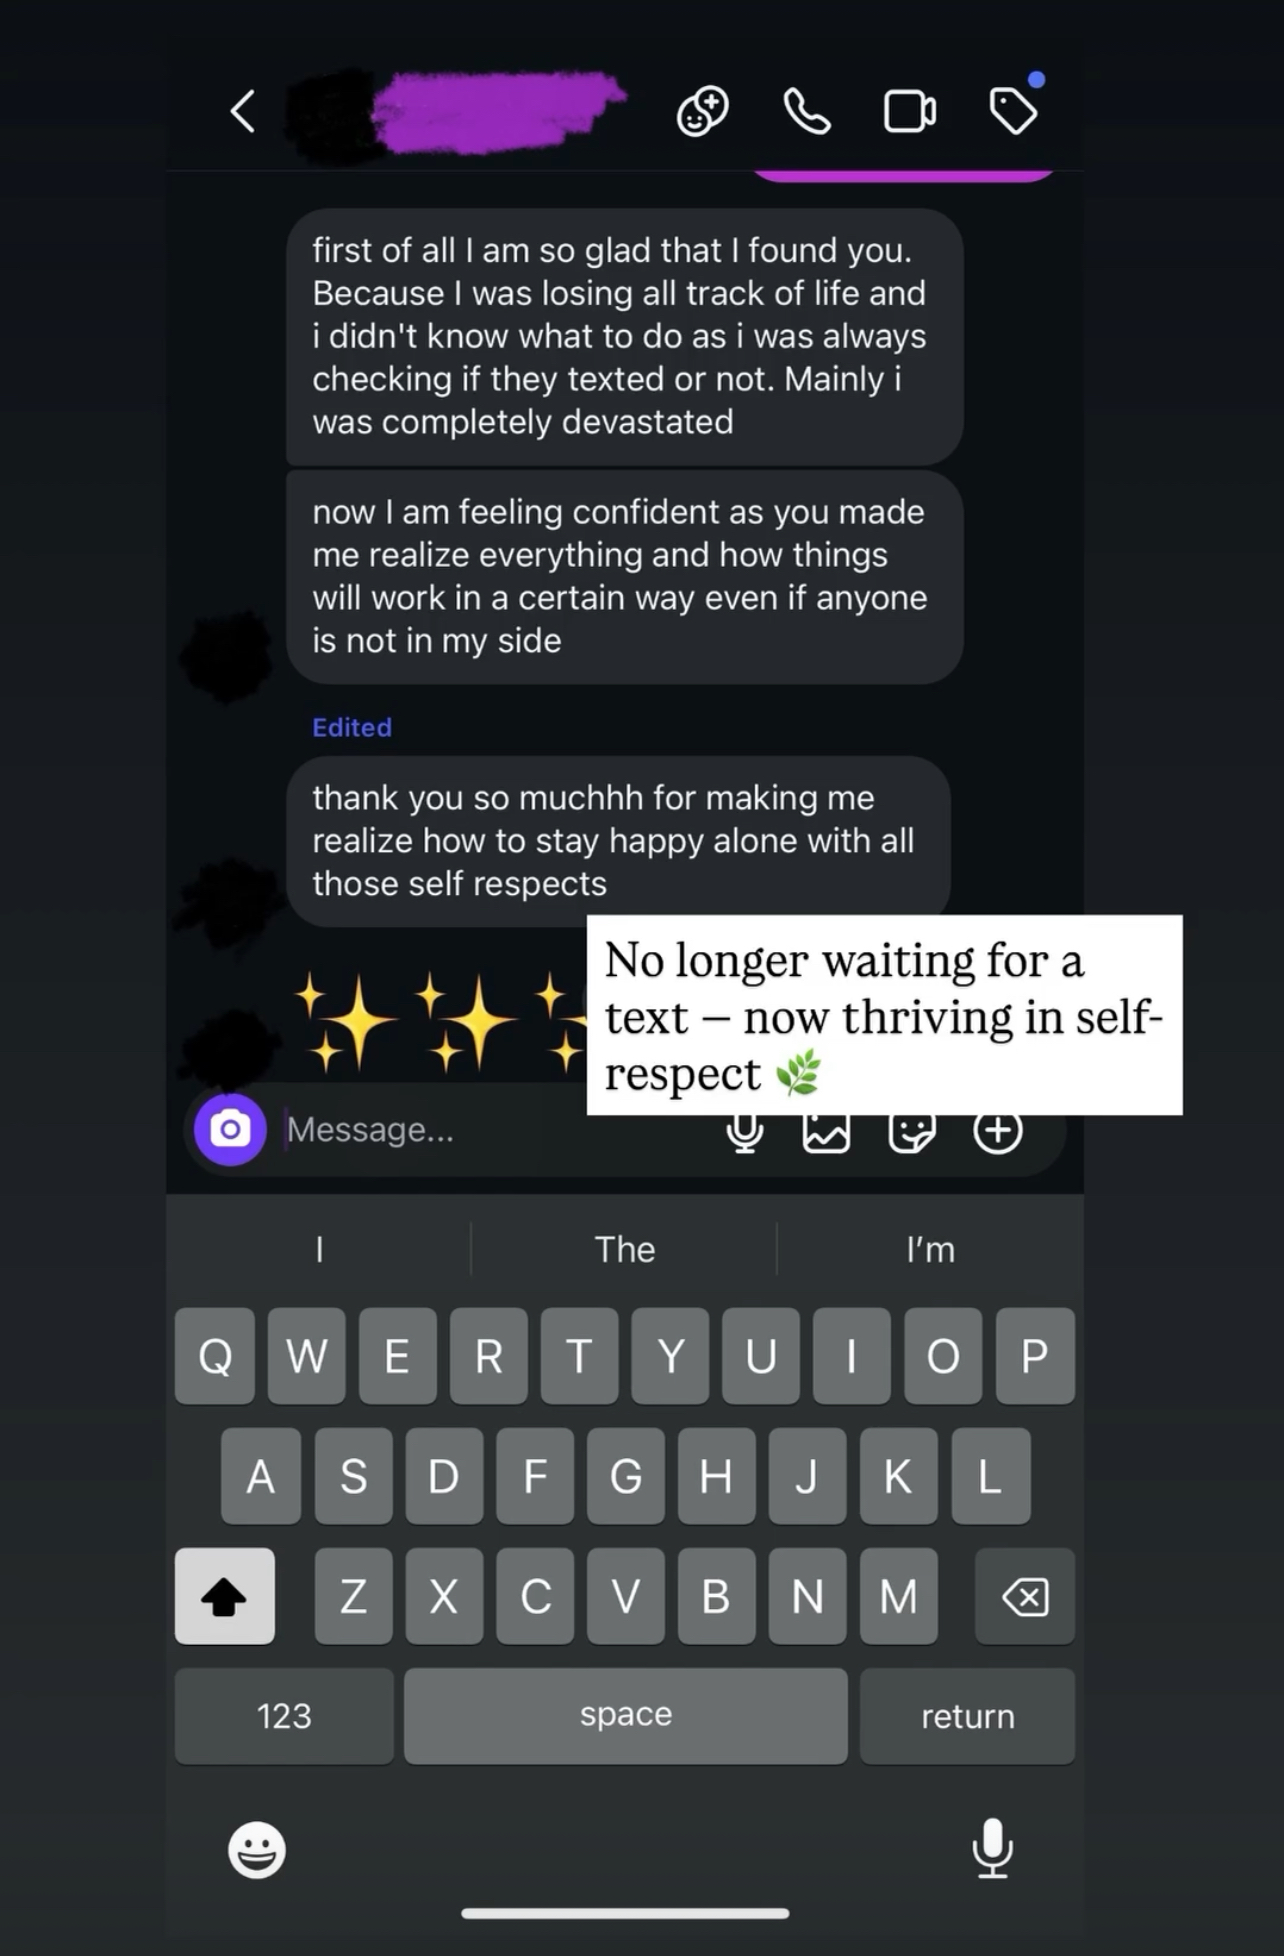 first of all I am so glad that I found you.
Because I was losing all track of life and
i didn't know what to do as i was always
checking if they texted or not. Mainly i
was completely devastated
now I am feeling confident as you made
me realize everything and how things
will work in a certain way even if anyone
is not in my side
Edited
thank you so muchhh for making me
realize how to stay happy alone with all
those self respects
No longer waiting for a
text – now thriving in self-
respect 🌿
Message...
I The I'm
Q W E R T Y U I O P
A S D F G H J K L
Z X C V B N M
123 space return